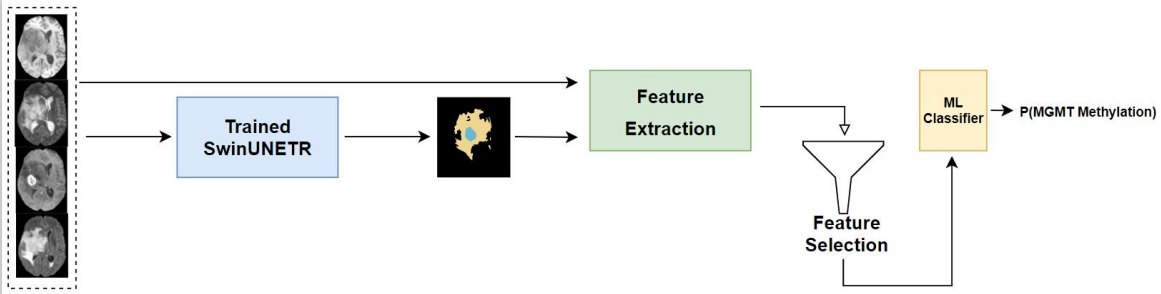 Trained
SwinUNETR
Feature
Extraction
Feature
Selection
ML
Classifier
P(MGMT Methylation)